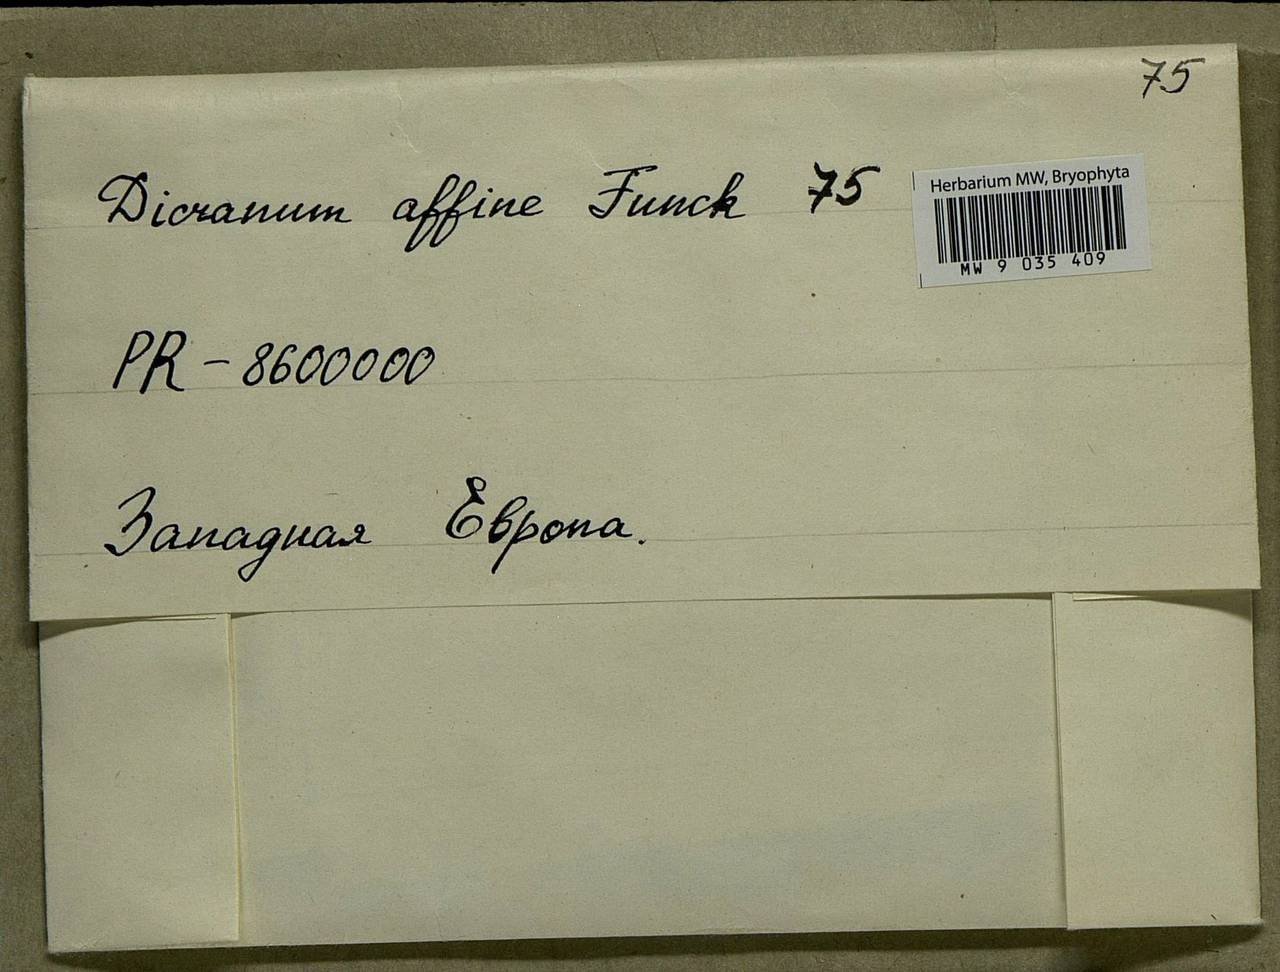 75
Dicranum affine Funck 75
Herbarium MW, Bryophyta
MW 9 035 409
PR - 8600000
Западная Европа.